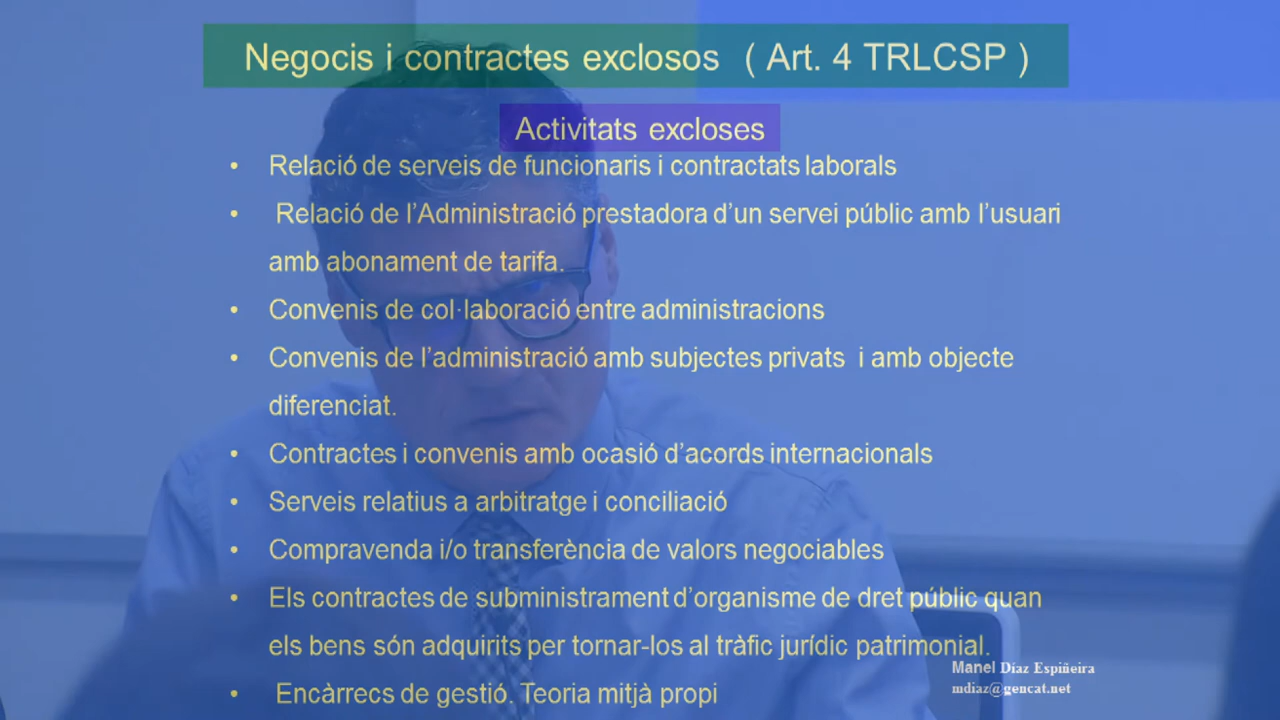 Negocis i contractes exclosos ( Art. 4 TRLCSP )
Activitats excloses
• Relació de serveis de funcionaris i contractats laborals
• Relació de l’Administració prestadora d’un servei públic amb l’usuari
amb abonament de tarifa.
• Convenis de col·laboració entre administracions
• Convenis de l’administració amb subjectes privats i amb objecte
diferenciat.
• Contractes i convenis amb ocasió d’acords internacionals
• Serveis relatius a arbitratge i conciliació
• Compravenda i/o transferència de valors negociables
• Els contractes de subministrament d’organisme de dret públic quan
els bens són adquirits per tornar-los al tràfic jurídic patrimonial.
• Encàrrecs de gestió. Teoria mitjà propi
Manel Díaz Espiñeira
mdiaz@gencat.net